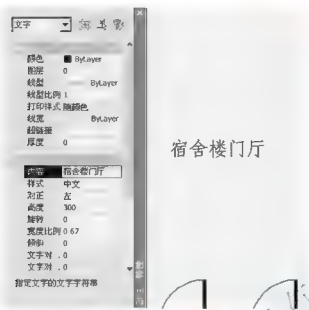 文字
颜色 ByLayer
图层 0
线型 ByLayer
线型比例 1
打印样式 随颜色
线宽 ByLayer
超链接
厚度 0
内容 宿舍楼门厅
样式 中文
对正 左
高度 300
旋转 0
宽度比例 0.67
倾斜 0
文字对 . 0
文字对 . 0
指定文字的文字字符串
特性
宿舍楼门厅